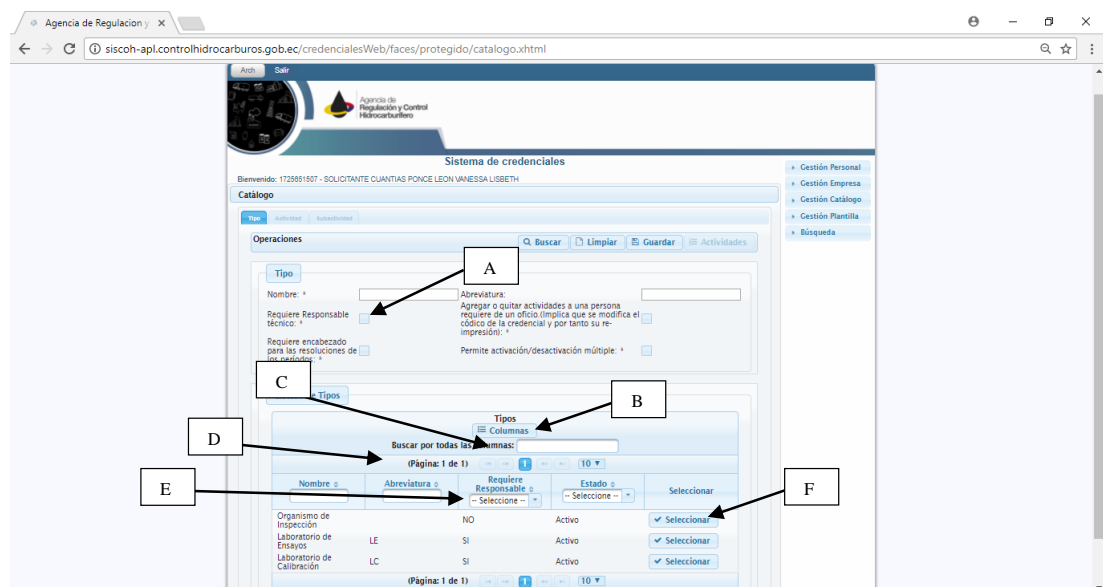 Agencia de Regulacion y
siscoh-apl.controlhidrocarburos.gob.ec/credencialesWeb/faces/protegido/catalogo.xhtml
Arch Salir
Agencia de
Regulación y Control
Hidrocarburífero
Sistema de credenciales
Bienvenido: 1725651507 - SOLICITANTE CUANTIAS PONCE LEON VANESSA LISBETH
Gestión Personal
Gestión Empresa
Gestión Catálogo
Gestión Plantilla
Búsqueda
Catálogo
Tipo Actividad Subactividad
Operaciones
Buscar Limpiar Guardar Actividades
A
Tipo
Nombre: *
Abreviatura:
Requiere Responsable
técnico: *
Agregar o quitar actividades a una persona
requiere de un oficio.(Implica que se modifica el
códico de la credencial y por tanto su re-
impresión): *
Requiere encabezado
para las resoluciones de
los períodos: *
Permite activación/desactivación múltiple: *
C
B
Tipos
Tipos
Columnas
D
Buscar por todas las columnas:
(Página: 1 de 1) 1 10
E
F
Nombre
Abreviatura
Requiere
Responsable
-- Seleccione --
Estado
-- Seleccione --
Seleccionar
Organismo de
Inspección
NO Activo Seleccionar
Laboratorio de
Ensayos
LE SI Activo Seleccionar
Laboratorio de
Calibración
LC SI Activo Seleccionar
(Página: 1 de 1) 1 10